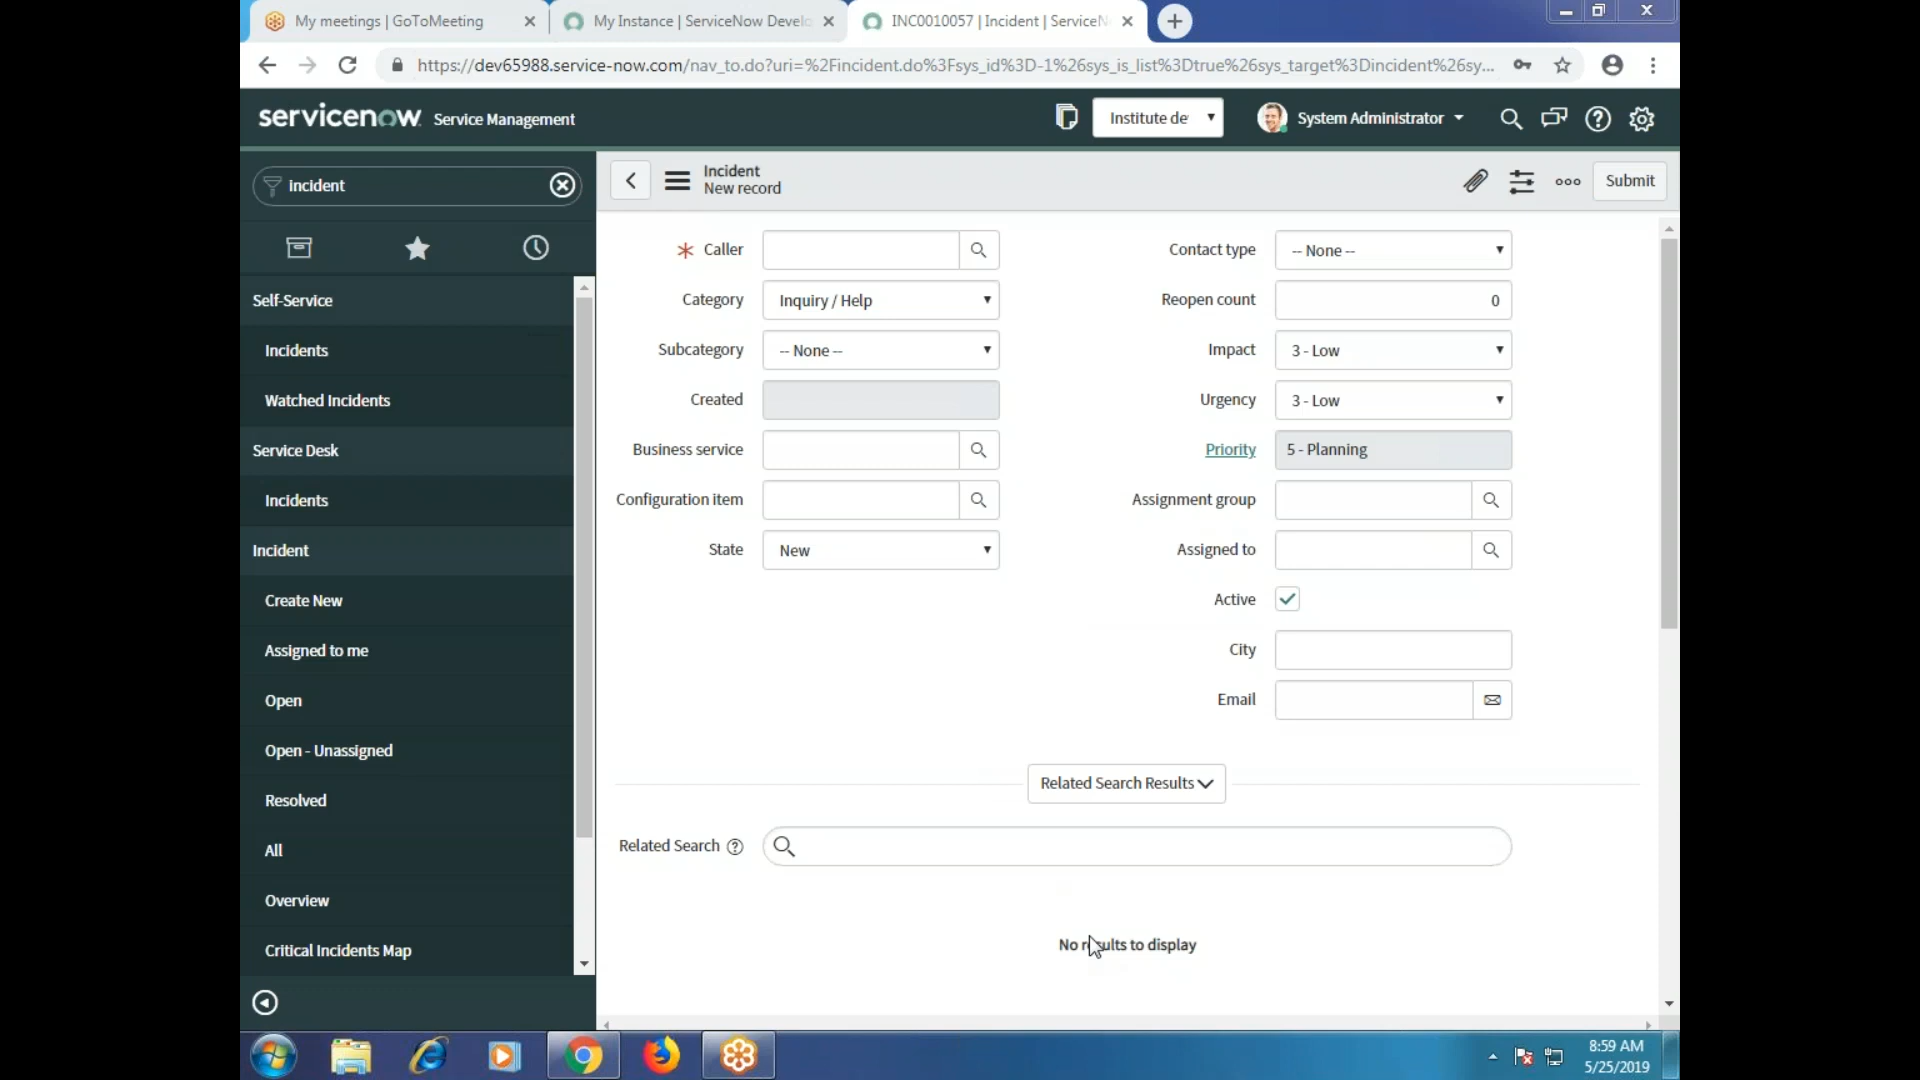 My meetings | GoToMeeting
My Instance | ServiceNow Develo
INC0010057 | Incident | ServiceN
https://dev65988.service-now.com/nav_to.do?uri=%2Fincident.do%3Fsys_id%3D-1%26sys_is_list%3Dtrue%26sys_target%3Dincident%26sy...
servicenow Service Management
Institute de
System Administrator
incident
Incident
New record
Submit
Self-Service
Incidents
Watched Incidents
Service Desk
Incidents
Incident
Create New
Assigned to me
Open
Open - Unassigned
Resolved
All
Overview
Critical Incidents Map
Caller
Category Inquiry / Help
Subcategory -- None --
Created
Business service
Configuration item
State New
Contact type -- None --
Reopen count 0
Impact 3 - Low
Urgency 3 - Low
Priority 5 - Planning
Assignment group
Assigned to
Active
City
Email
Related Search Results
Related Search
No results to display
8:59 AM
5/25/2019